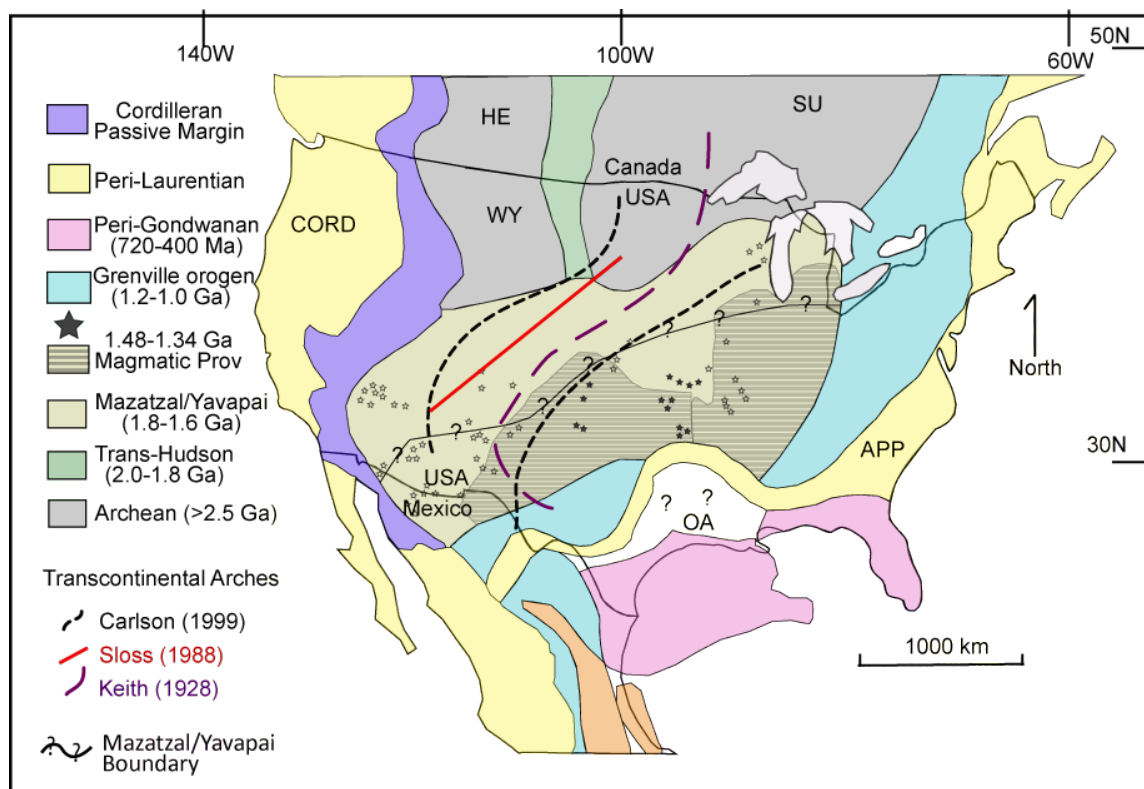 140W
100W
60W
50N
Cordilleran
Passive Margin
Peri-Laurentian
Peri-Gondwanan
(720-400 Ma)
Grenville orogen
(1.2-1.0 Ga)
1.48-1.34 Ga
Magmatic Prov
Mazatzal/Yavapai
(1.8-1.6 Ga)
Trans-Hudson
(2.0-1.8 Ga)
Archean (>2.5 Ga)
Transcontinental Arches
Carlson (1999)
Sloss (1988)
Keith (1928)
Mazatzal/Yavapai
Boundary
HE
SU
Canada
USA
WY
CORD
North
30N
APP
USA
Mexico
OA
1000 km
? ? ? ? ? ? ?
? ?
? ?